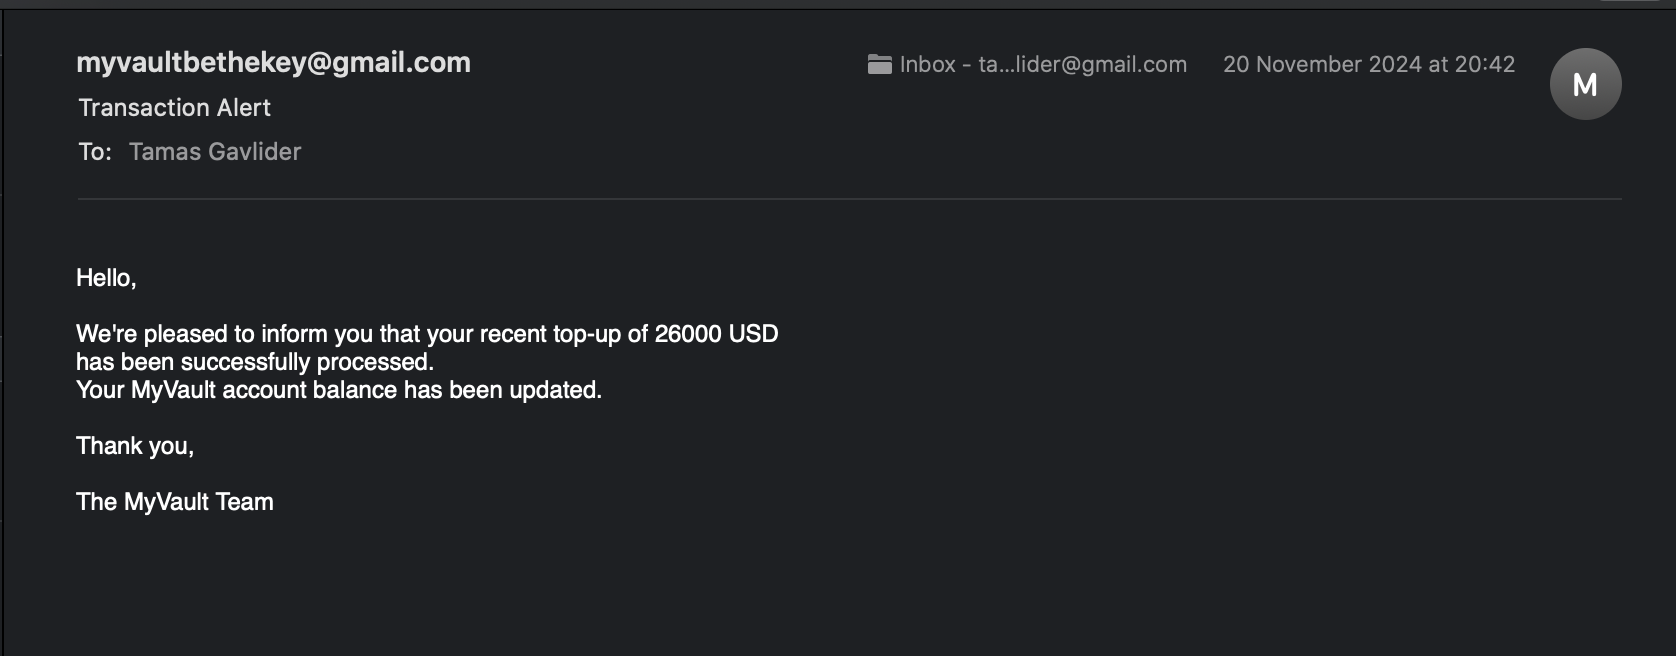 myvaultbethekey@gmail.com
Inbox - ta...lider@gmail.com 20 November 2024 at 20:42
M
Transaction Alert
To: Tamas Gavlider
Hello,
We're pleased to inform you that your recent top-up of 26000 USD
has been successfully processed.
Your MyVault account balance has been updated.
Thank you,
The MyVault Team